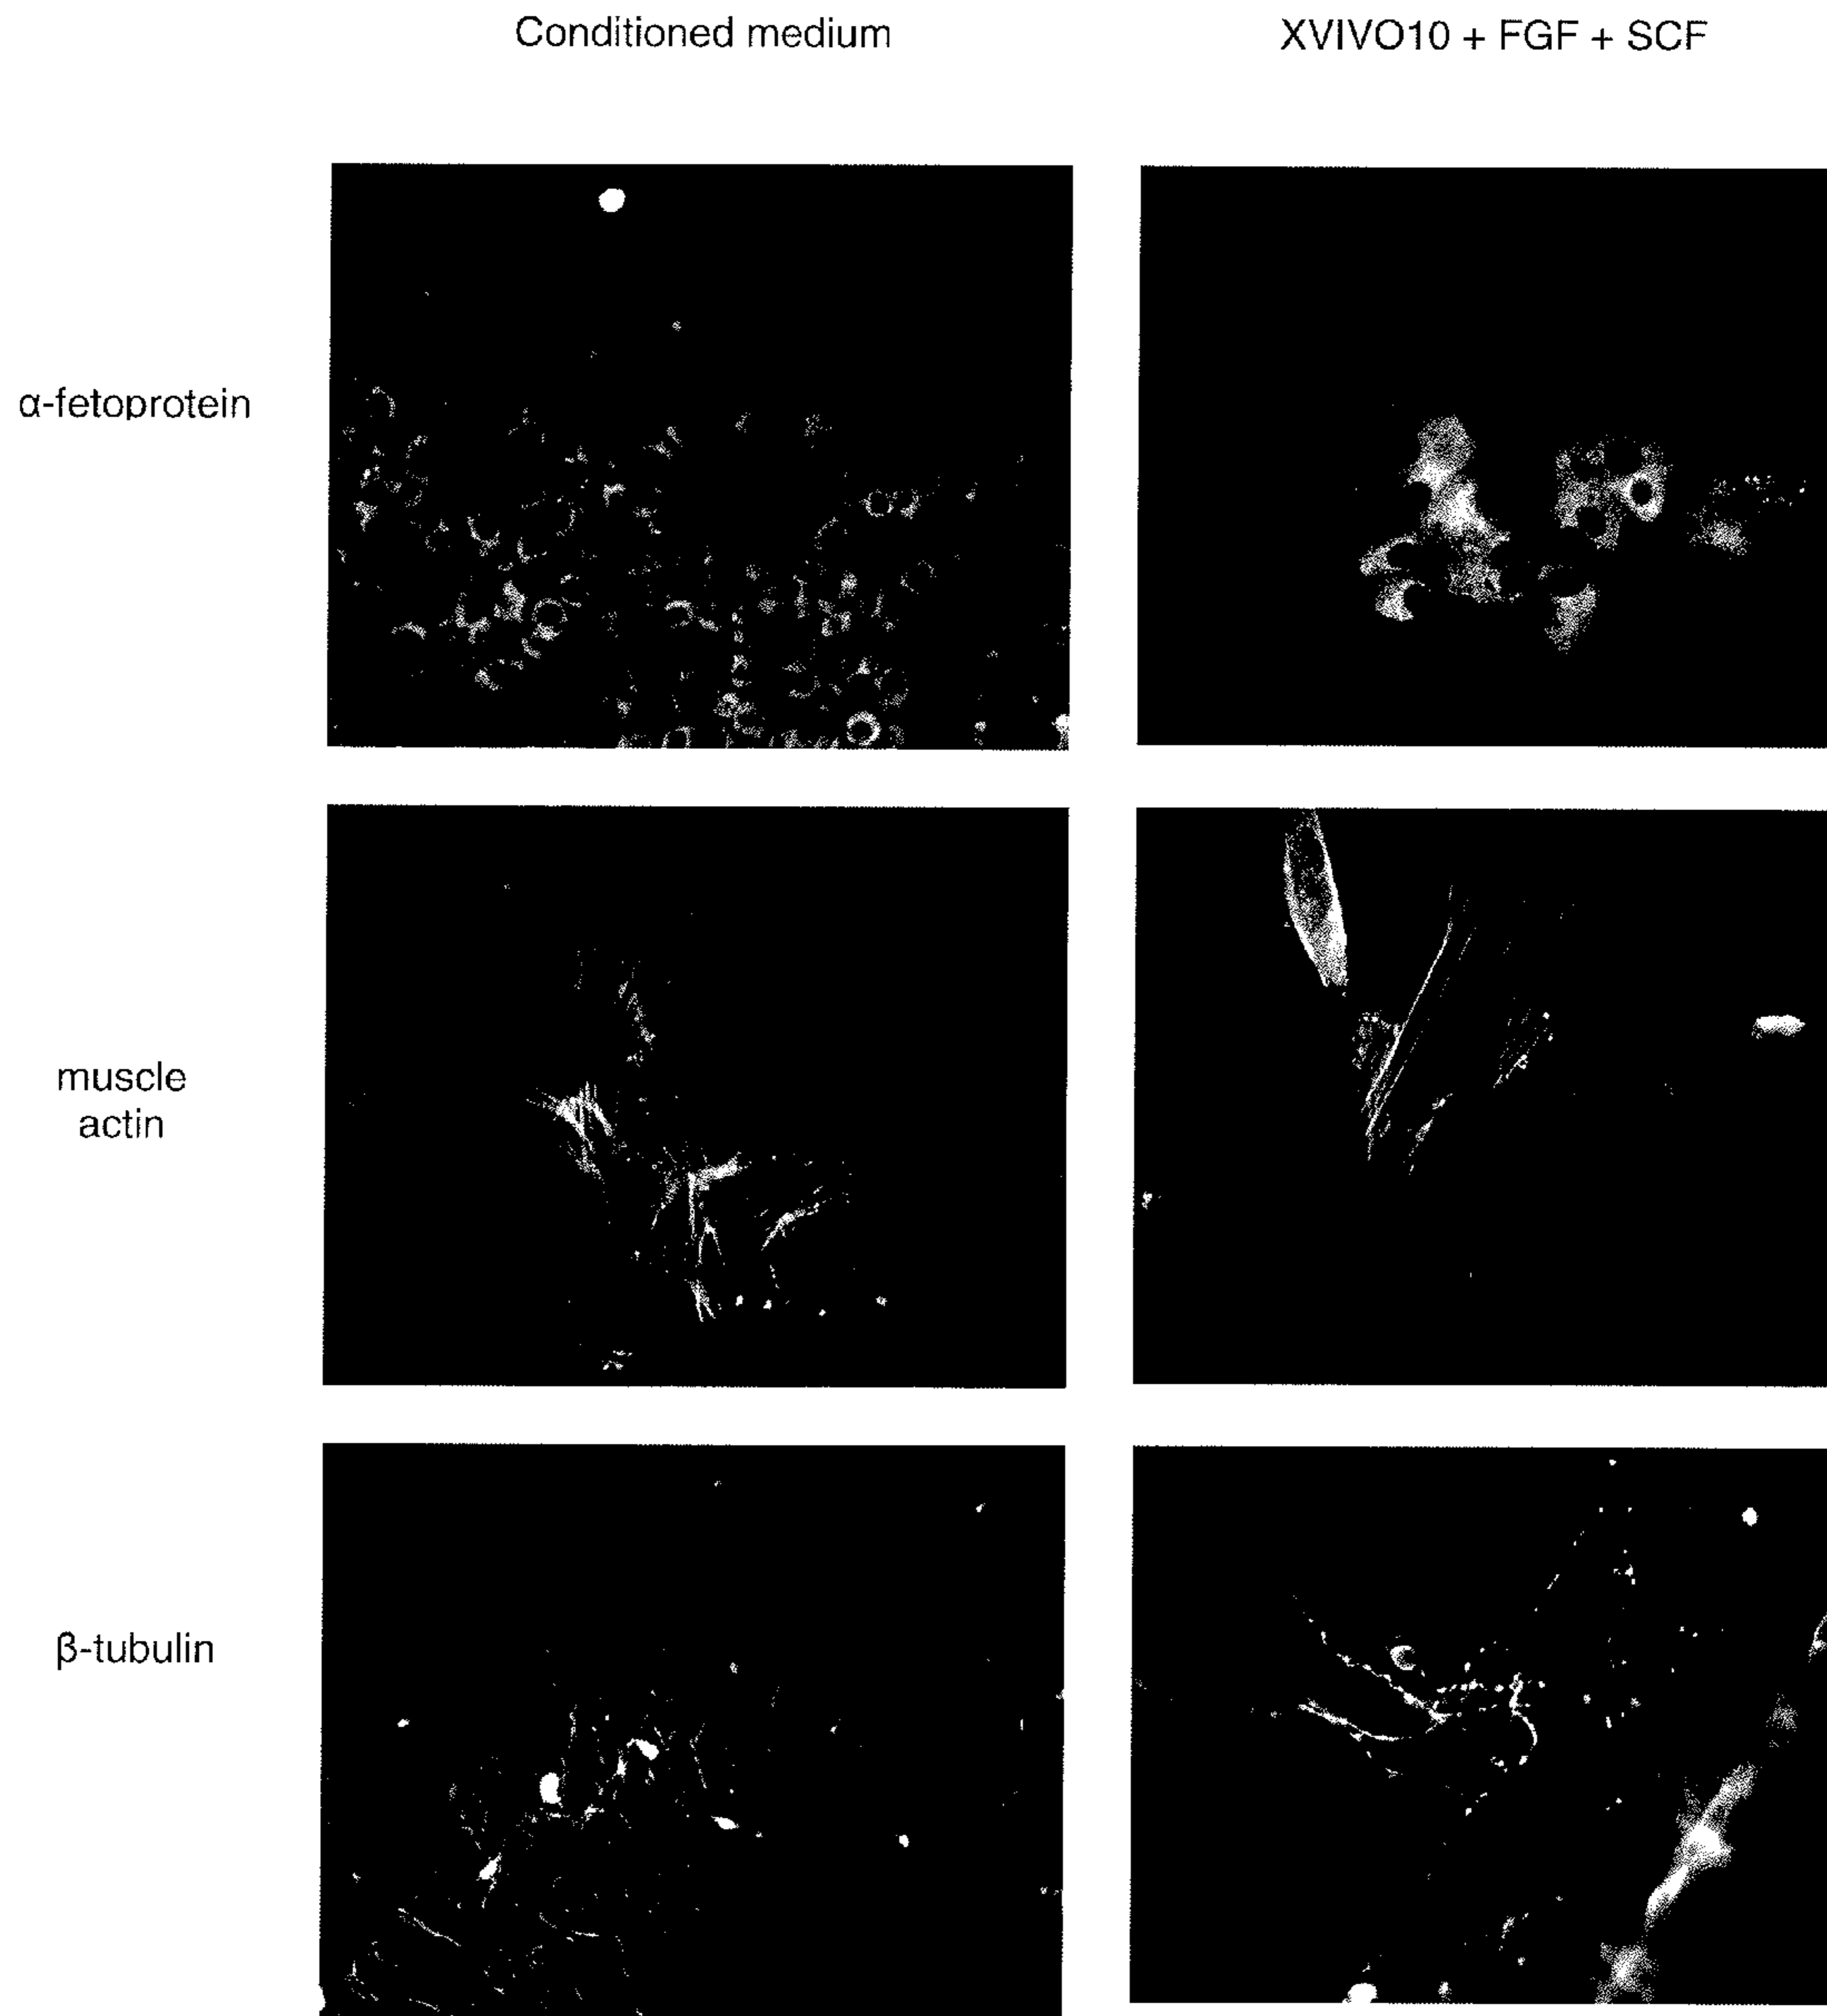 Conditioned medium
XVIVO10 + FGF + SCF
α-fetoprotein
muscle
actin
β-tubulin